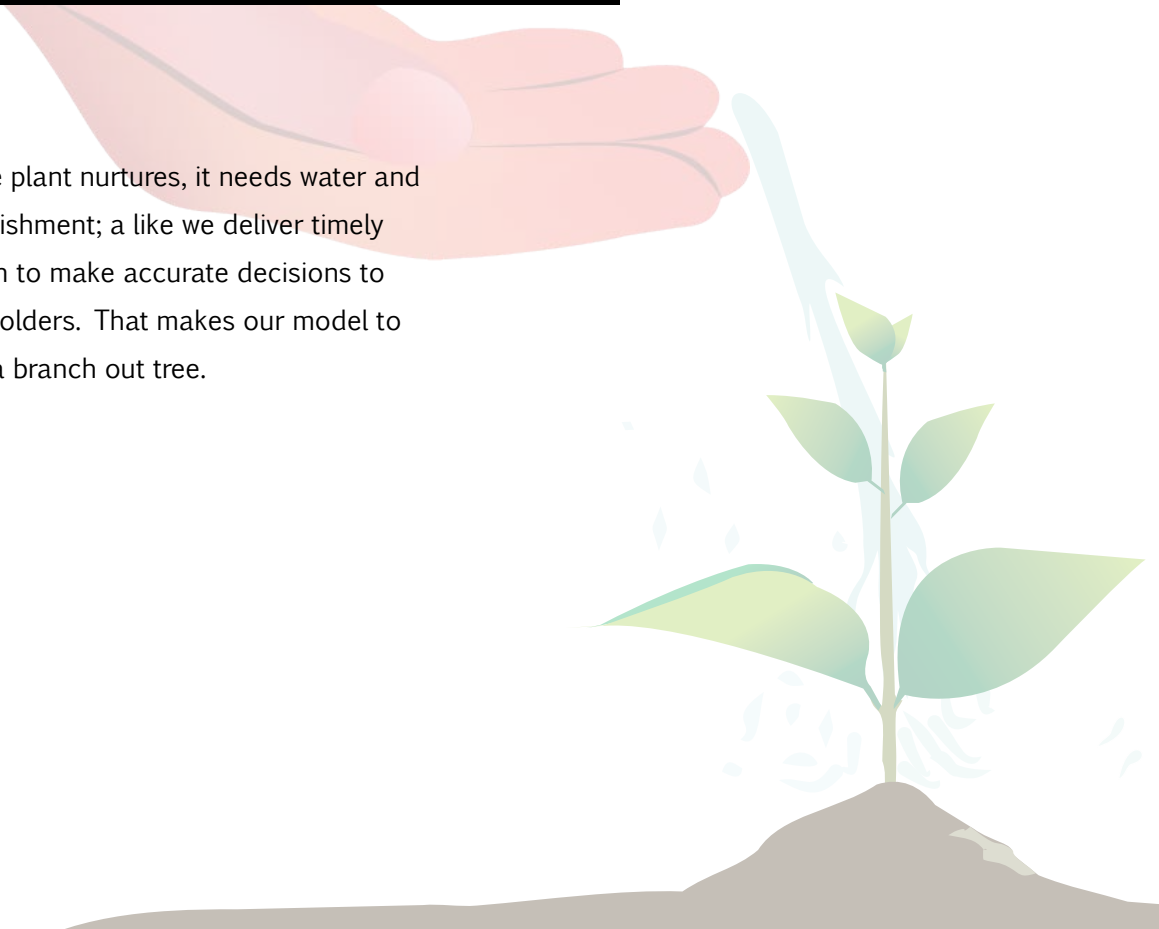 plant nurtures, it needs water and
ishment; a like we deliver timely
to make accurate decisions to
olders. That makes our model to
a branch out tree.